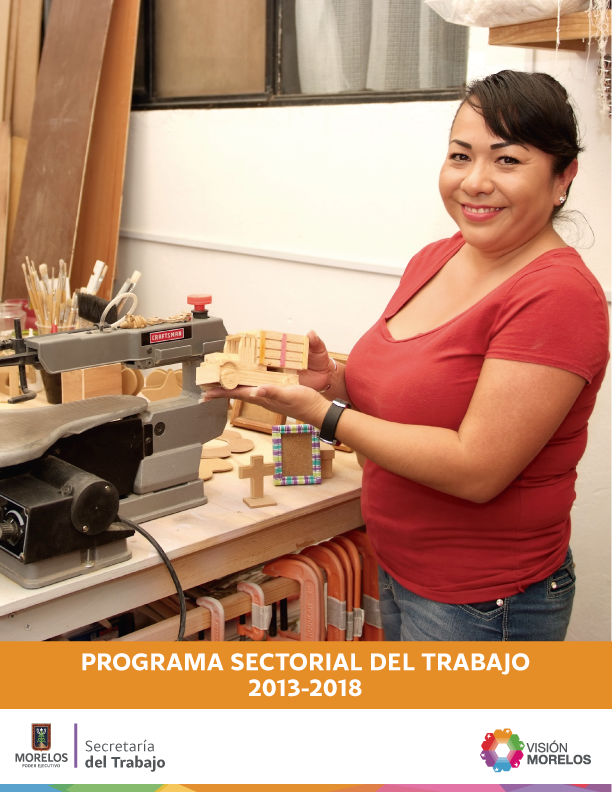 CRAFTSMAN
PROGRAMA SECTORIAL DEL TRABAJO
2013-2018
MORELOS
PODER EJECUTIVO
Secretaría
del Trabajo
VISIÓN
MORELOS